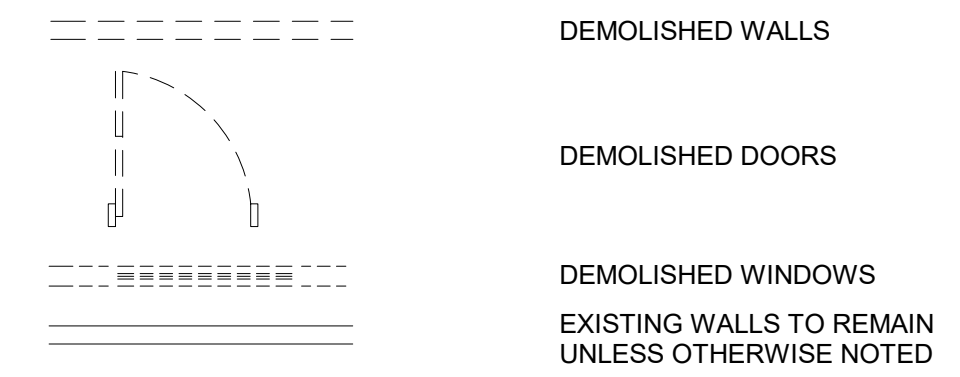 DEMOLISHED WALLS
DEMOLISHED DOORS
DEMOLISHED WINDOWS
EXISTING WALLS TO REMAIN
UNLESS OTHERWISE NOTED